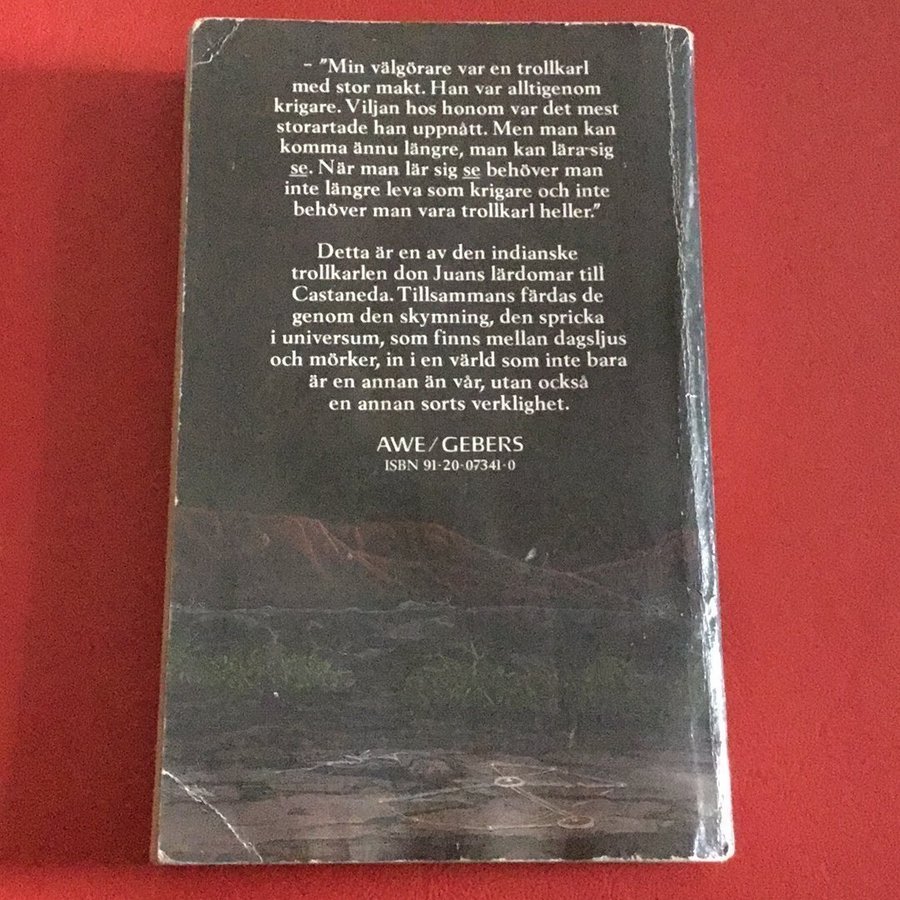 – "Min välgörare var en trollkarl
med stor makt. Han var alltigenom
krigare. Viljan hos honom var det mest
storartade han uppnått. Men man kan
komma ännu längre, man kan lära sig
se. När man lär sig se behöver man
inte längre leva som krigare och inte
behöver man vara trollkarl heller."
Detta är en av den indianske
trollkarlen don Juans lärdomar till
Castaneda. Tillsammans färdas de
genom den skymning, den spricka
i universum, som finns mellan dagsljus
och mörker, in i en värld som inte bara
är en annan än vår, utan också
en annan sorts verklighet.
AWE/GEBERS
ISBN 91-20-07341-0